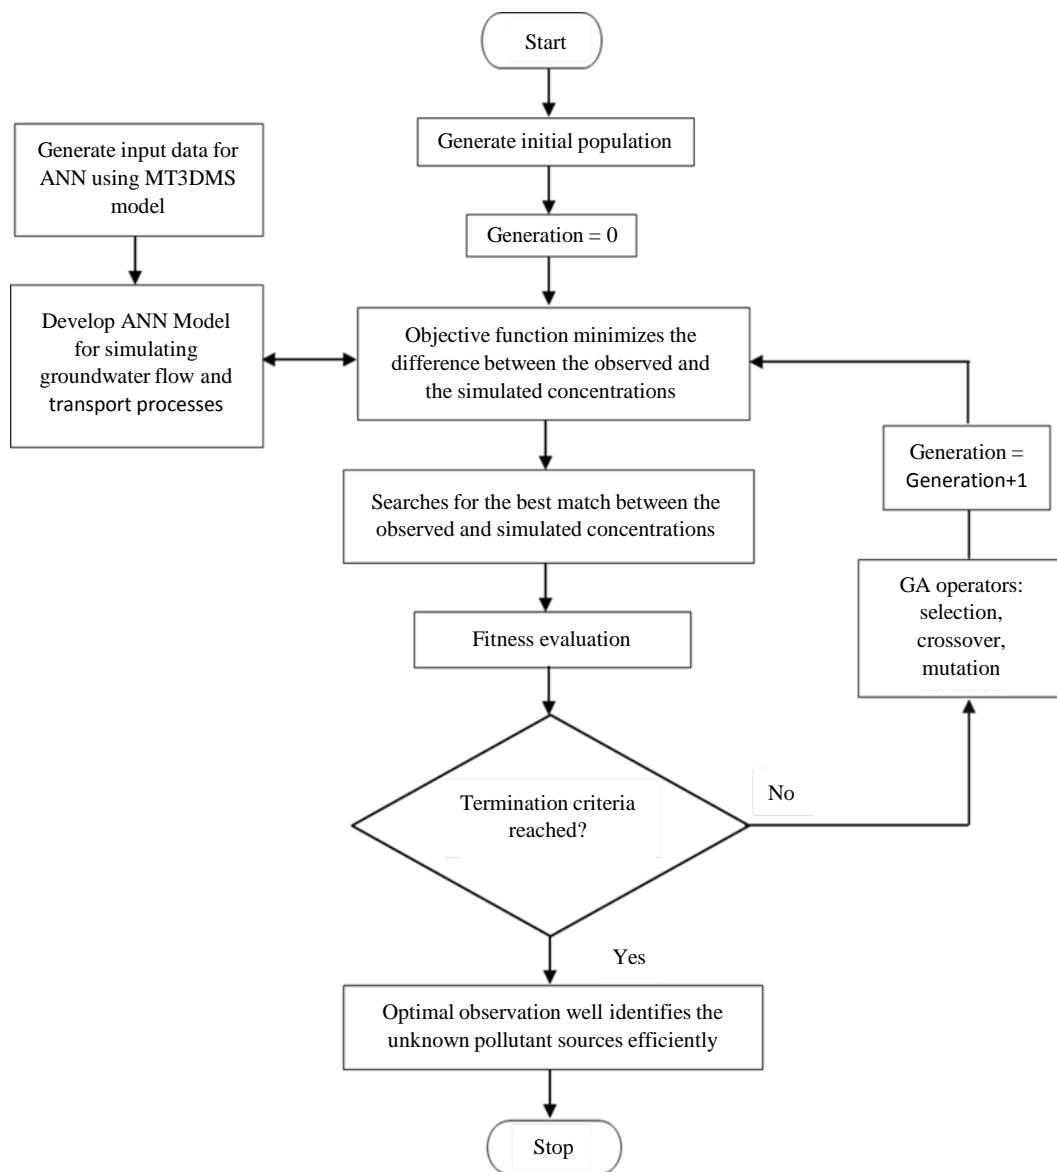 Start
Generate initial population
Generate input data for
ANN using MT3DMS
model
Generation = 0
Develop ANN Model
for simulating
groundwater flow and
transport processes
Objective function minimizes the
difference between the observed and
the simulated concentrations
Generation =
Generation+1
Searches for the best match between the
observed and simulated concentrations
GA operators:
selection,
crossover,
mutation
Fitness evaluation
Termination criteria
reached?
No
Yes
Optimal observation well identifies the
unknown pollutant sources efficiently
Stop